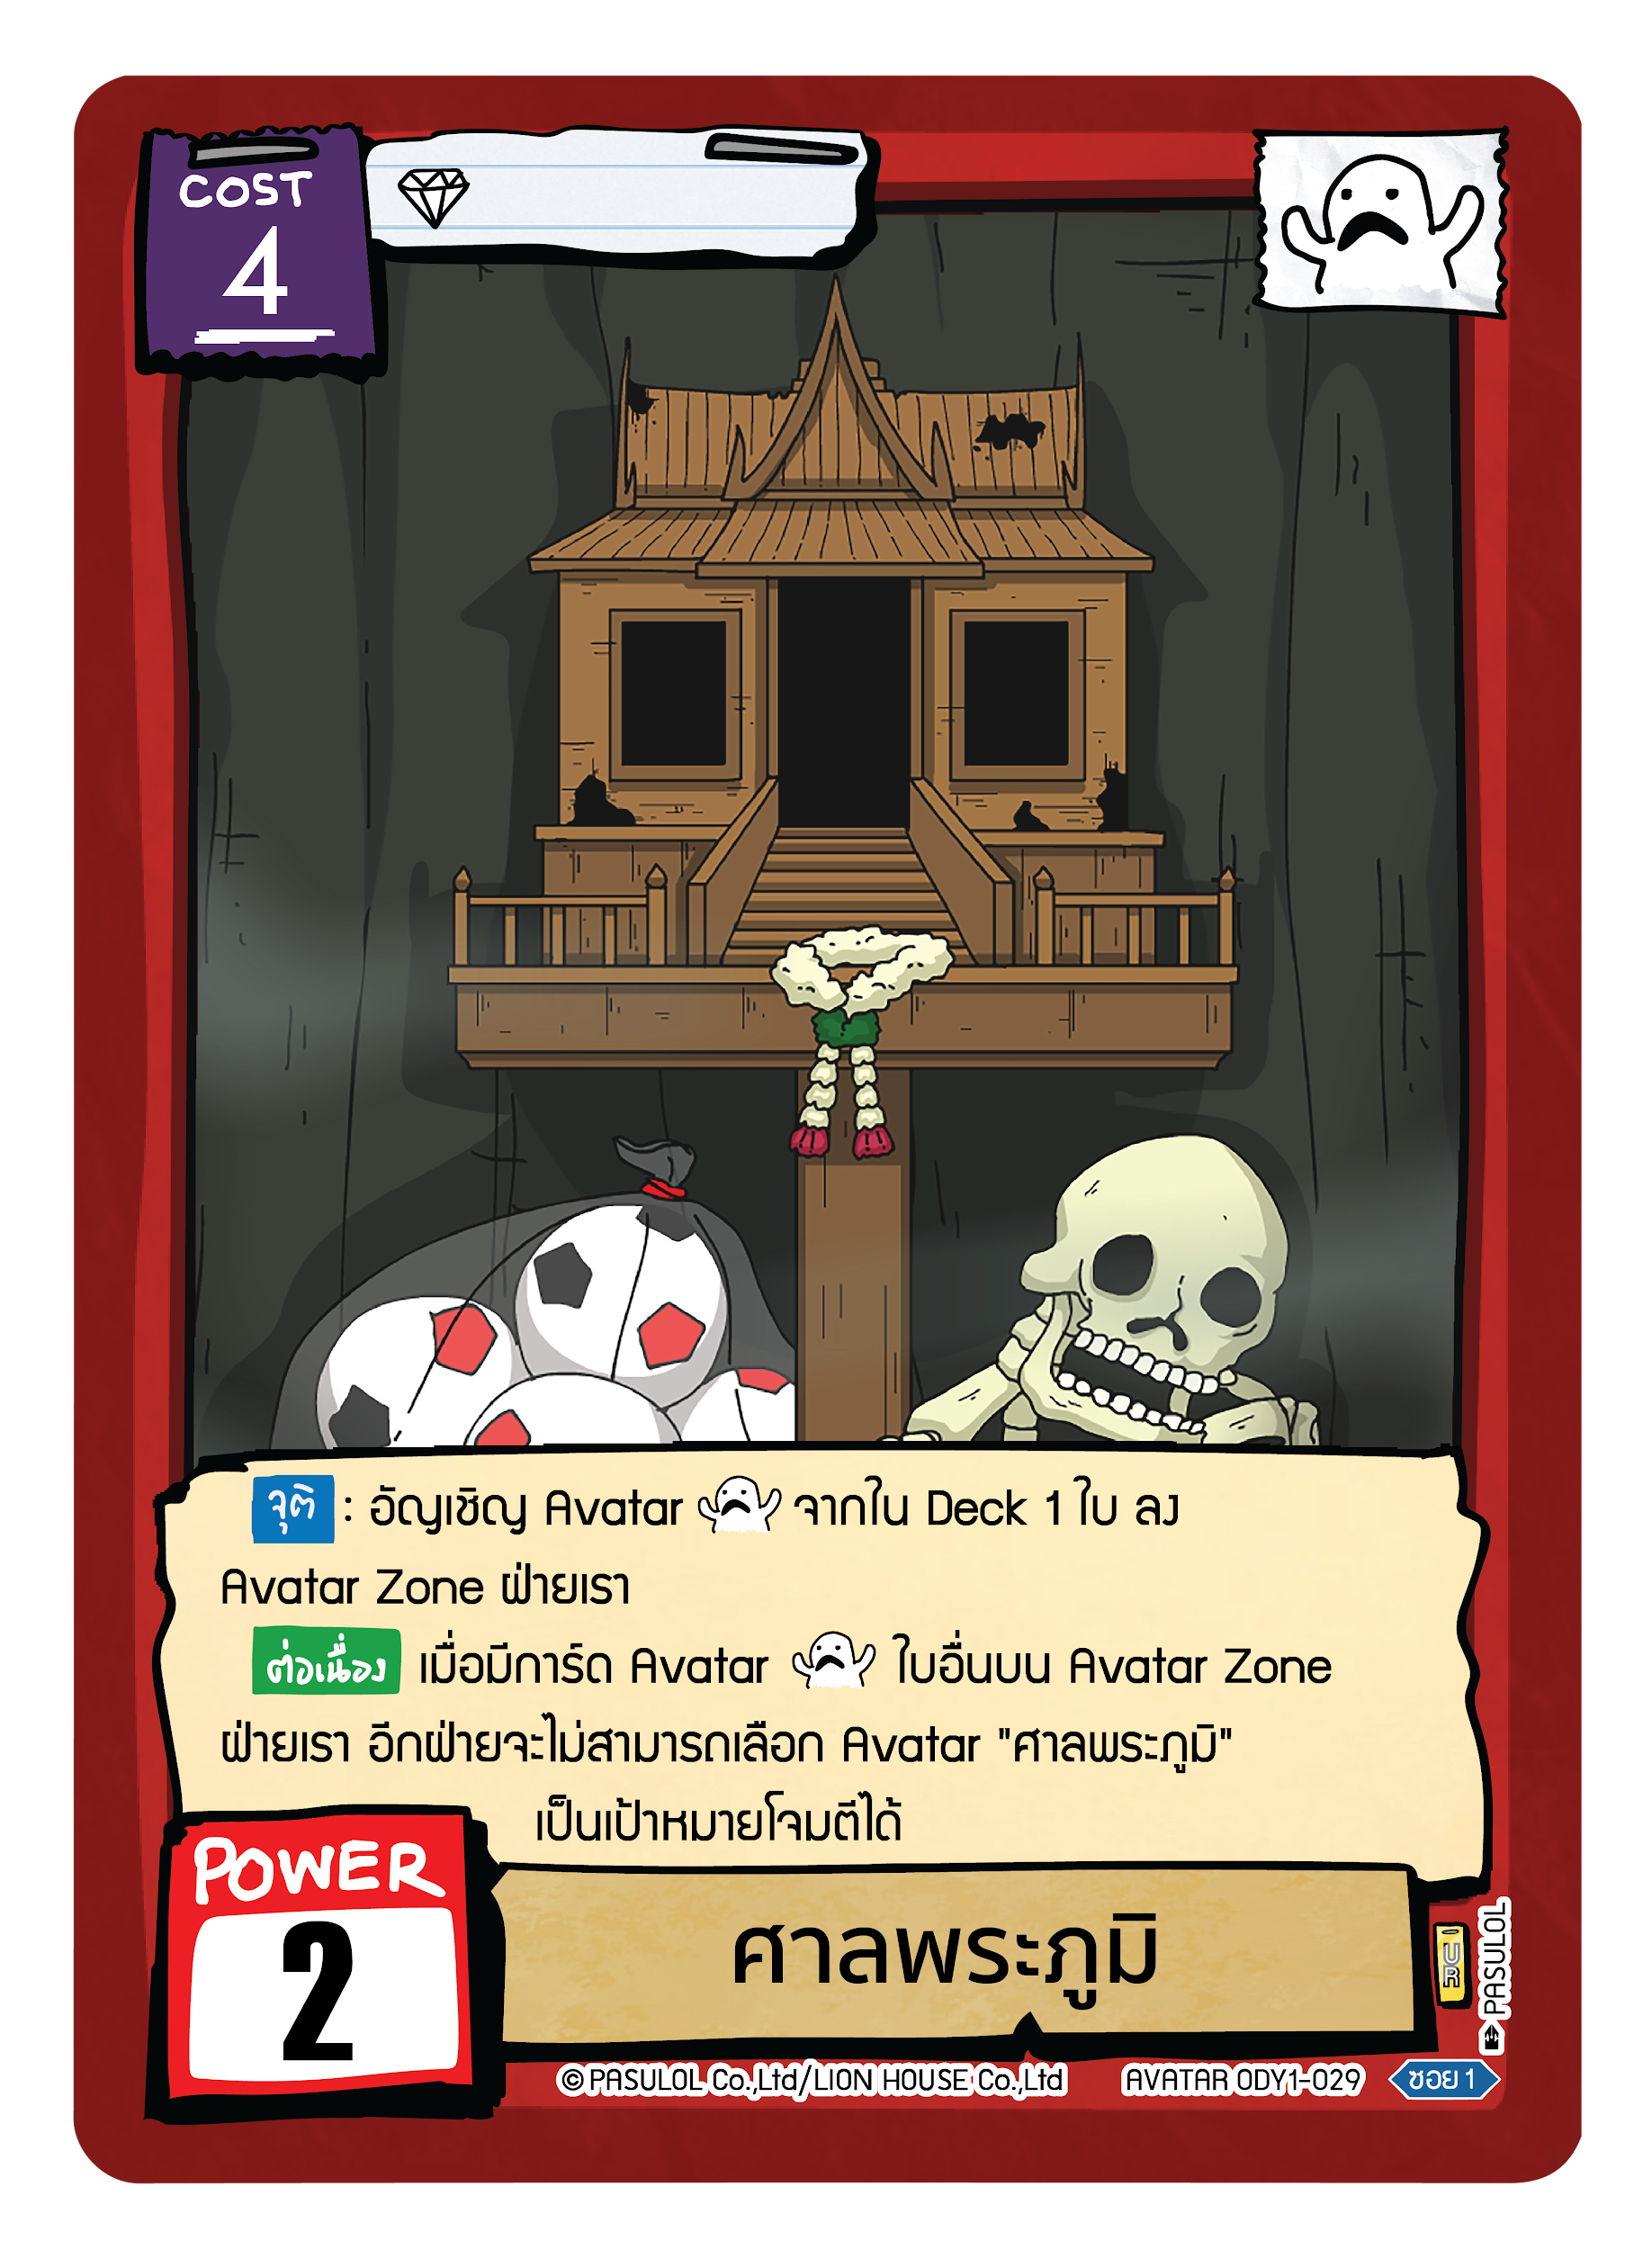 COST
4
จุติ : อัญเชิญ Avatar จากใน Deck 1 ใบ ลง
Avatar Zone ฝ่ายเรา
ต่อเนื่อง เมื่อมีการ์ด Avatar ใบอื่นบน Avatar Zone
ฝ่ายเรา อีกฝ่ายจะไม่สามารถเลือก Avatar "ศาลพระภูมิ"
เป็นเป้าหมายโจมตีได้
POWER
2
ศาลพระภูมิ
UR
PASULOL
©PASULOL Co.,Ltd/LION HOUSE Co.,Ltd AVATAR ODY1-029 ซอย 1